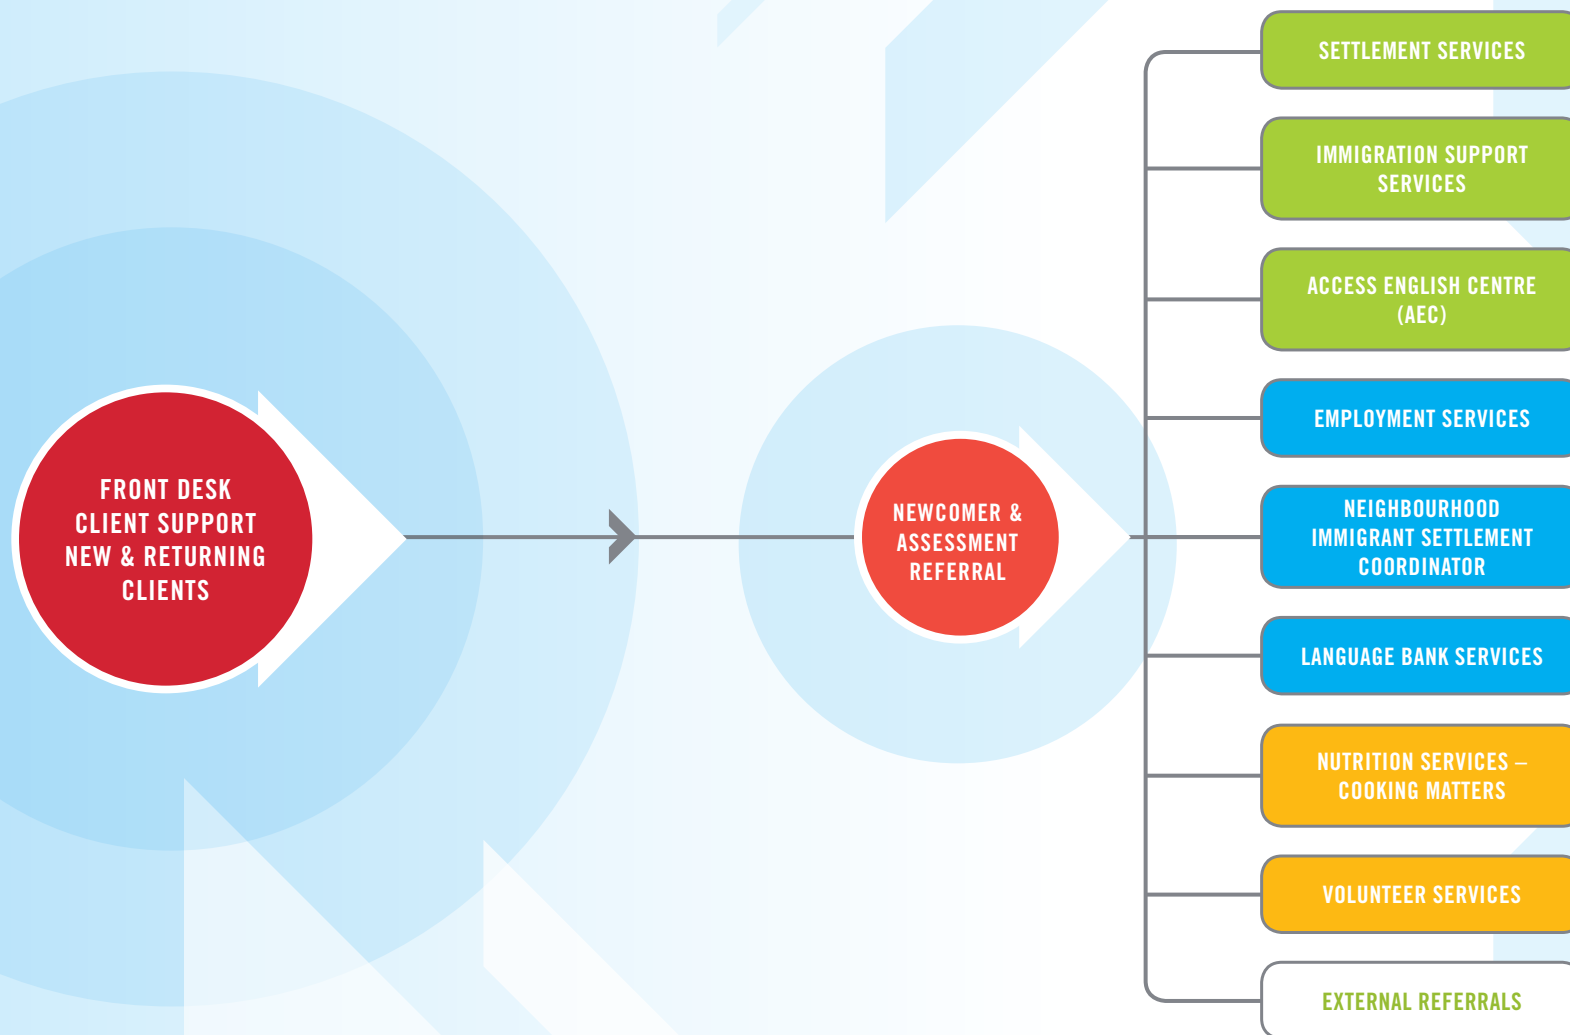 FRONT DESK
CLIENT SUPPORT
NEW & RETURNING
CLIENTS
NEWCOMER &
ASSESSMENT
REFERRAL
SETTLEMENT SERVICES
IMMIGRATION SUPPORT
SERVICES
ACCESS ENGLISH CENTRE
(AEC)
EMPLOYMENT SERVICES
NEIGHBOURHOOD
IMMIGRANT SETTLEMENT
COORDINATOR
LANGUAGE BANK SERVICES
NUTRITION SERVICES –
COOKING MATTERS
VOLUNTEER SERVICES
EXTERNAL REFERRALS